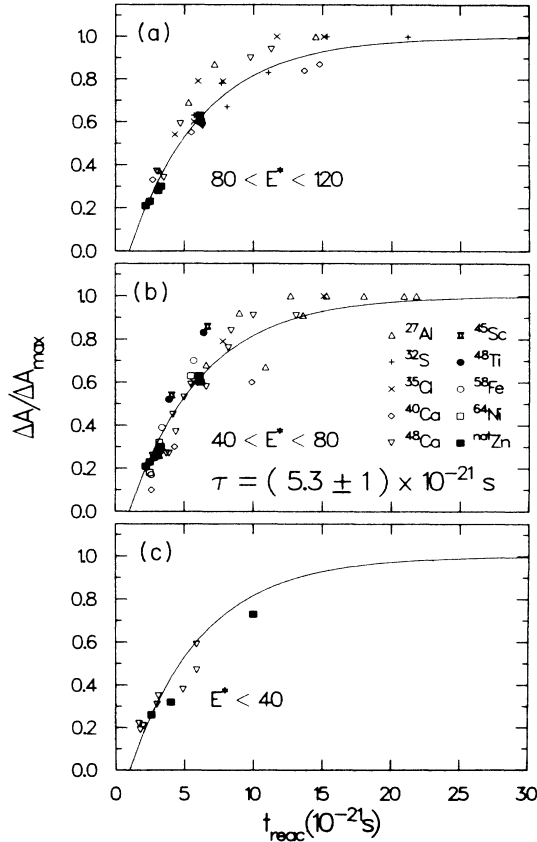 (a)
1.0
0.8
0.6
0.4
0.2
0.0
80 < E* < 120
(b)
1.0
0.8
0.6
0.4
0.2
0.0
²⁷Al
³²S
³⁵Cl
⁴⁰Ca
⁴⁸Ca
⁴⁵Sc
⁴⁸Ti
⁵⁸Fe
⁶⁴Ni
ⁿᵃᵗZn
40 < E* < 80
τ = ( 5.3 ± 1) × 10⁻²¹ s
ΔA/ΔA_max
(c)
1.0
0.8
0.6
0.4
0.2
0.0
E* < 40
0 5 10 15 20 25 30
t_reac(10⁻²¹s)